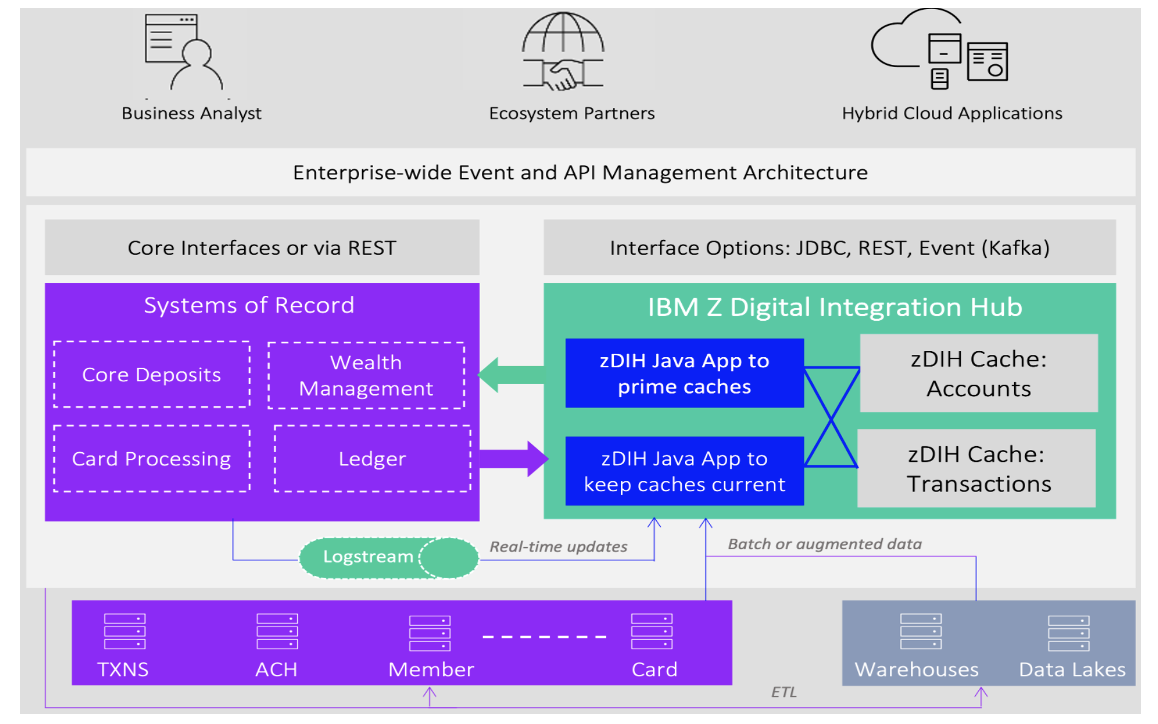 Business Analyst
Ecosystem Partners
Hybrid Cloud Applications
Enterprise-wide Event and API Management Architecture
Core Interfaces or via REST
Interface Options: JDBC, REST, Event (Kafka)
Systems of Record
Core Deposits
Wealth
Management
Card Processing
Ledger
IBM Z Digital Integration Hub
zDIH Java App to
prime caches
zDIH Cache:
Accounts
zDIH Java App to
keep caches current
zDIH Cache:
Transactions
Logstream
Real-time updates
Batch or augmented data
TXNS
ACH
Member
Card
Warehouses
Data Lakes
ETL